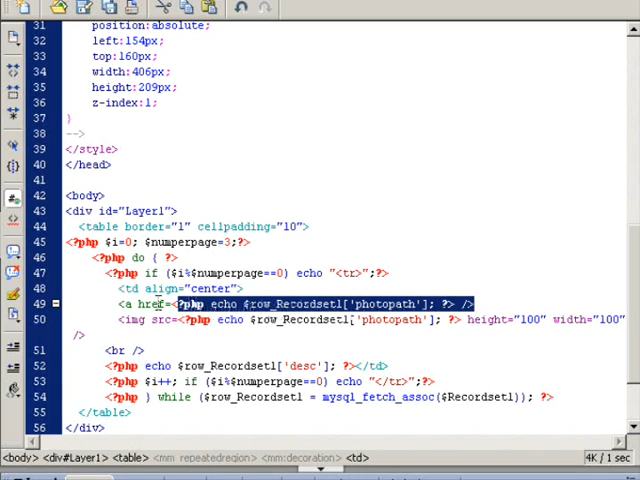 31 position:absolute;
32 left:154px;
33 top:160px;
34 width:406px;
35 height:209px;
36 z-index:1;
37 }
38 -->
39 </style>
40 </head>
41
42 <body>
43 <div id="Layer1">
44 <table border="1" cellpadding="10">
45 <?php $i=0; $numperpage=3;?>
46 <?php do { ?>
47 <?php if ($i%$numperpage==0) echo "<tr>";?>
48 <td align="center">
49 <a href=<?php echo $row_Recordset1['photopath']; ?> />
50 <img src=<?php echo $row_Recordset1['photopath']; ?> height="100" width="100"
/>
51 <br />
52 <?php echo $row_Recordset1['desc']; ?></td>
53 <?php $i++; if ($i%$numperpage==0) echo "</tr>";?>
54 <?php } while ($row_Recordset1 = mysql_fetch_assoc($Recordset1)); ?>
55 </table>
56 </div>
<body> <div#Layer1> <table> <mm:repeatedregion> <mm:decoration> <td> 4K / 1 sec